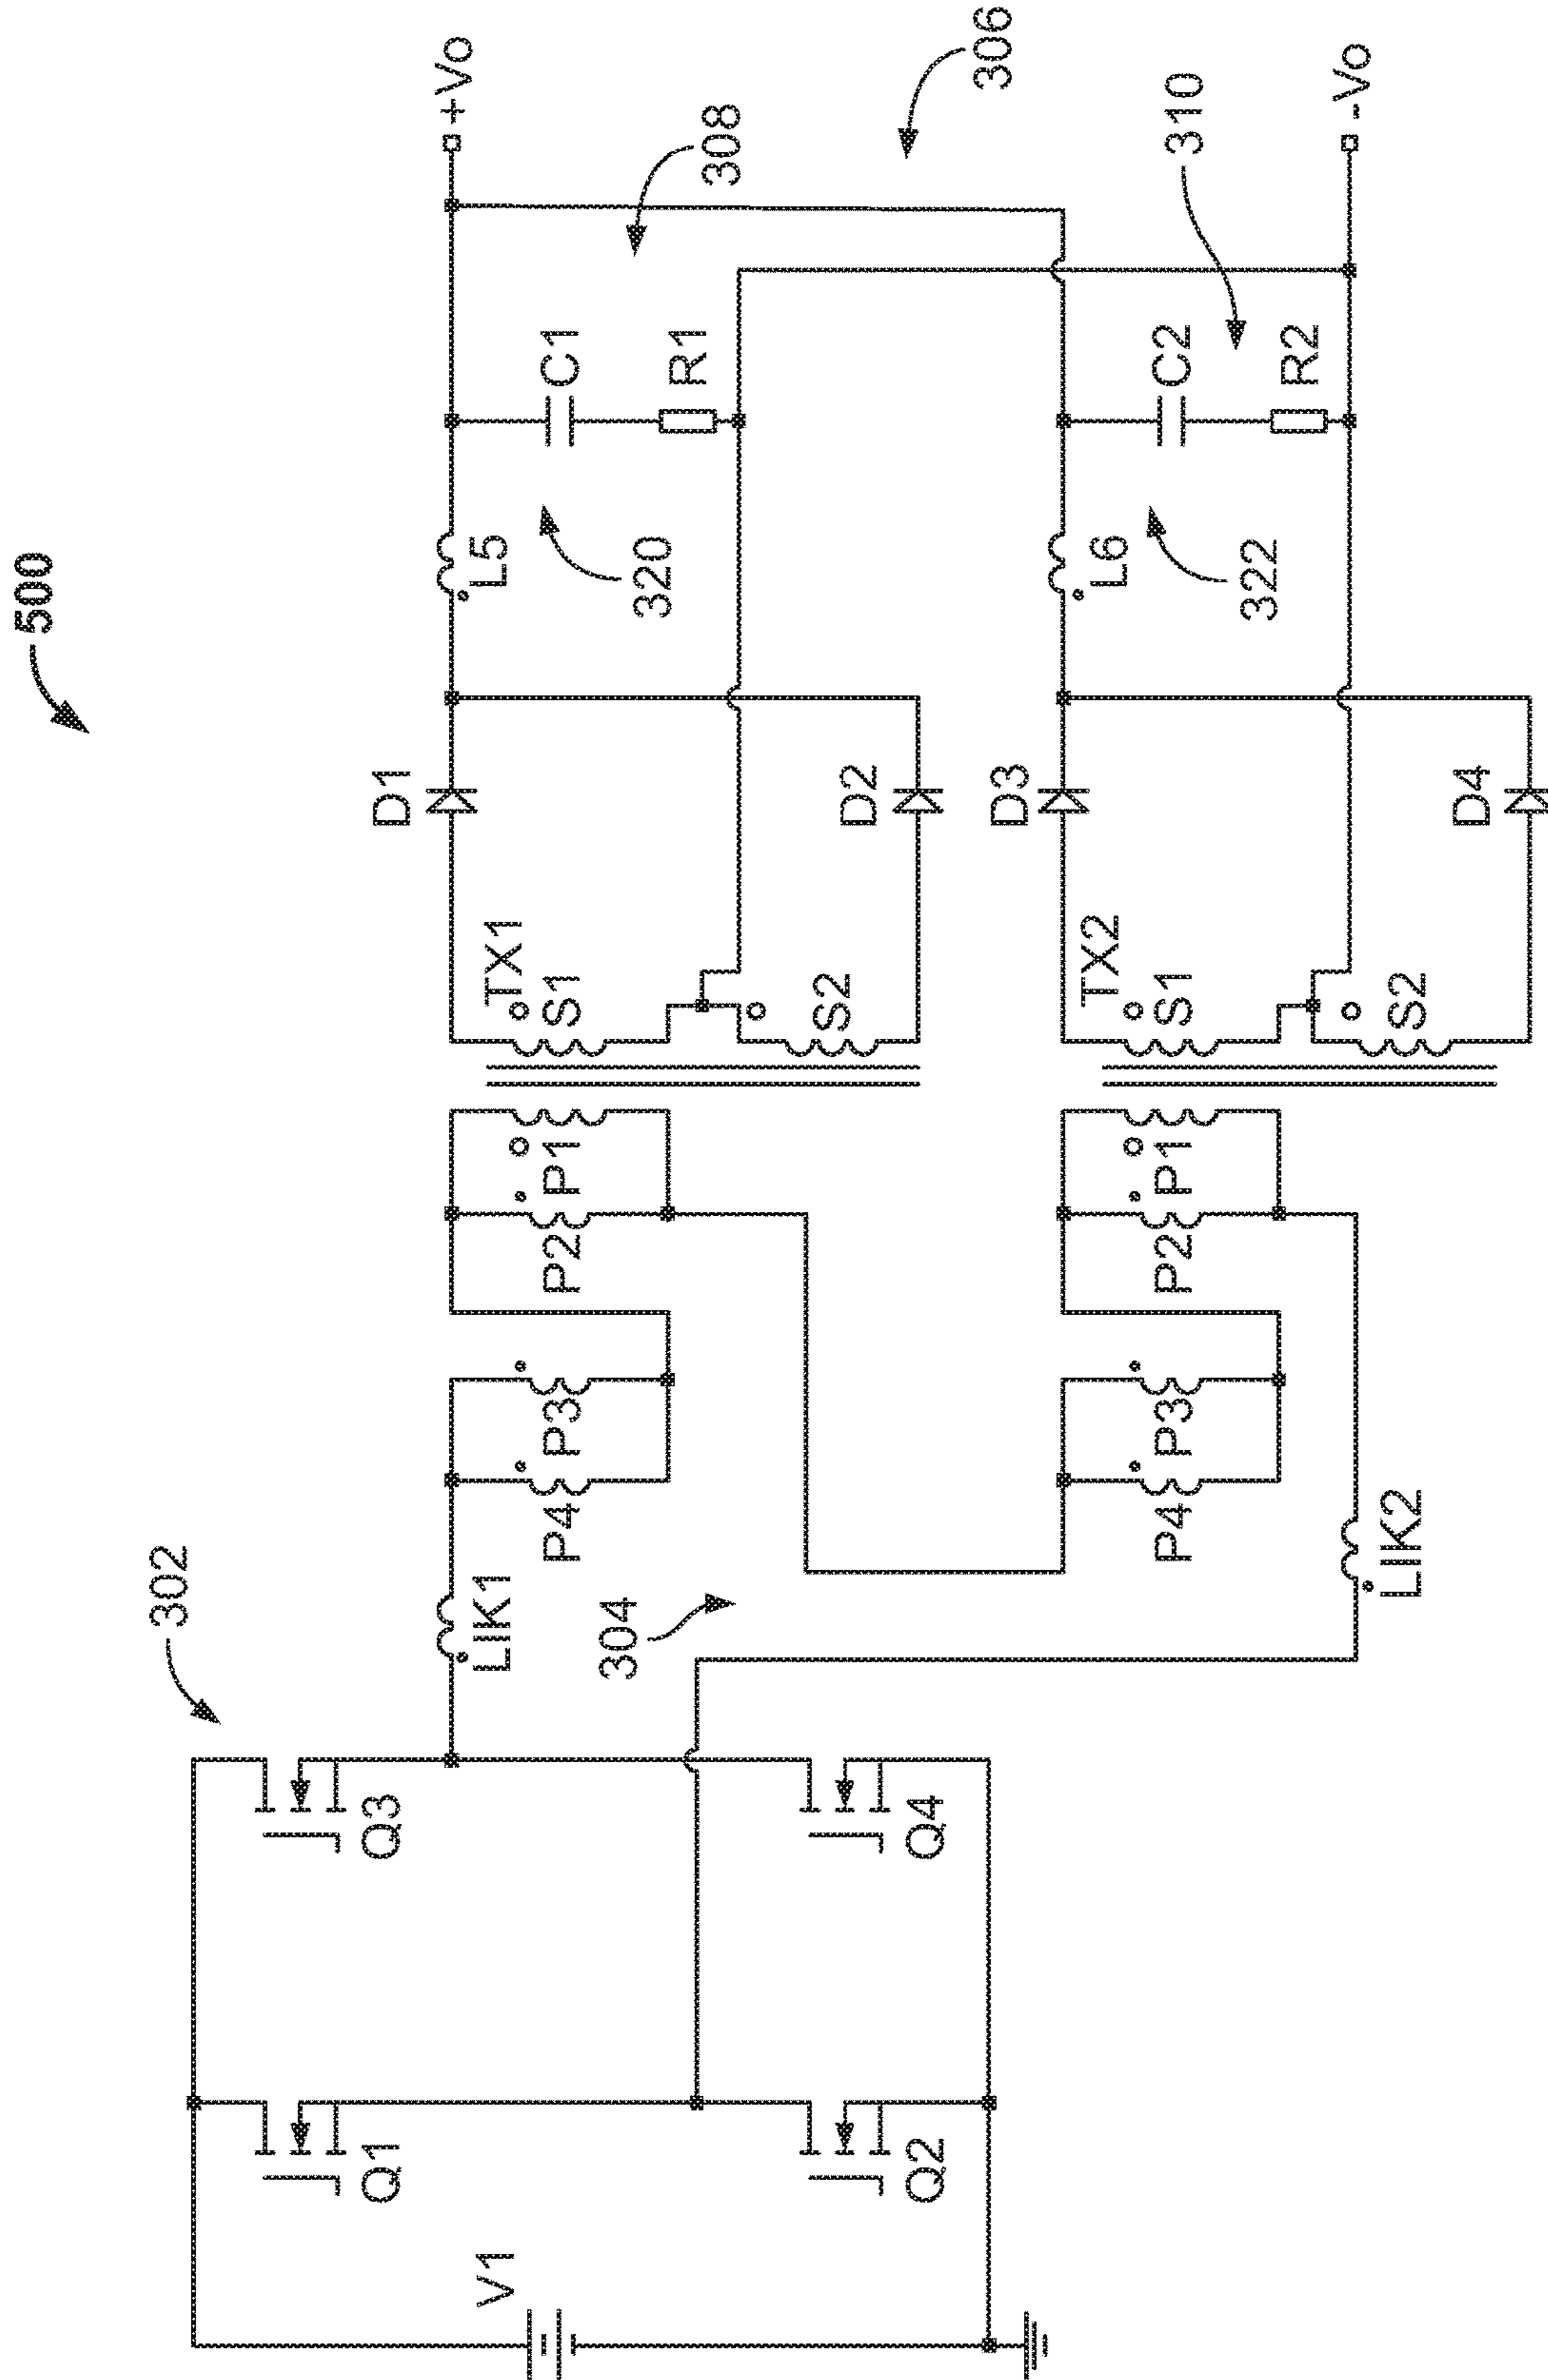 500
302
V1
Q1
Q2
Q3
Q4
304
LIK1
LIK2
P4
P3
P2
P1
P4
P3
P2
P1
TX1
S1
S2
TX2
S1
S2
D1
D2
D3
D4
L5
320
L6
322
C1
R1
C2
R2
308
310
306
+Vo
-Vo